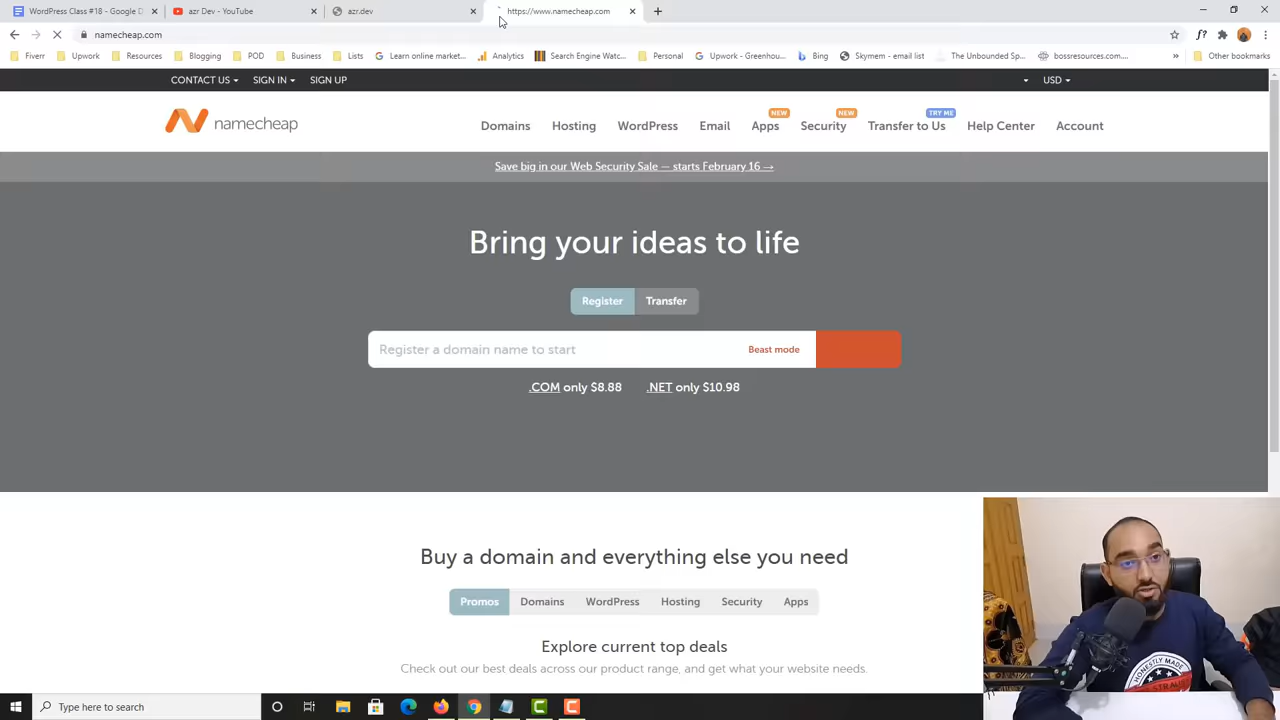 WordPress Class #18 - Google D
azr Dev - YouTube
azr.dev
https://www.namecheap.com
namecheap.com
Fiverr
Upwork
Resources
Blogging
POD
Business
Lists
Learn online market...
Analytics
Search Engine Watc...
Personal
Upwork - Greenhou...
Bing
Skymem - email list
The Unbounded Sp...
bossresources.com...
Other bookmarks
CONTACT US
SIGN IN
SIGN UP
USD
namecheap
Domains
Hosting
WordPress
Email
NEW
Apps
NEW
Security
TRY ME
Transfer to Us
Help Center
Account
Save big in our Web Security Sale — starts February 16 →
Bring your ideas to life
Register
Transfer
Register a domain name to start
Beast mode
.COM only $8.88
.NET only $10.98
Buy a domain and everything else you need
Promos
Domains
WordPress
Hosting
Security
Apps
Explore current top deals
Check out our best deals across our product range, and get what your website needs.
HONESTLY MADE
Type here to search